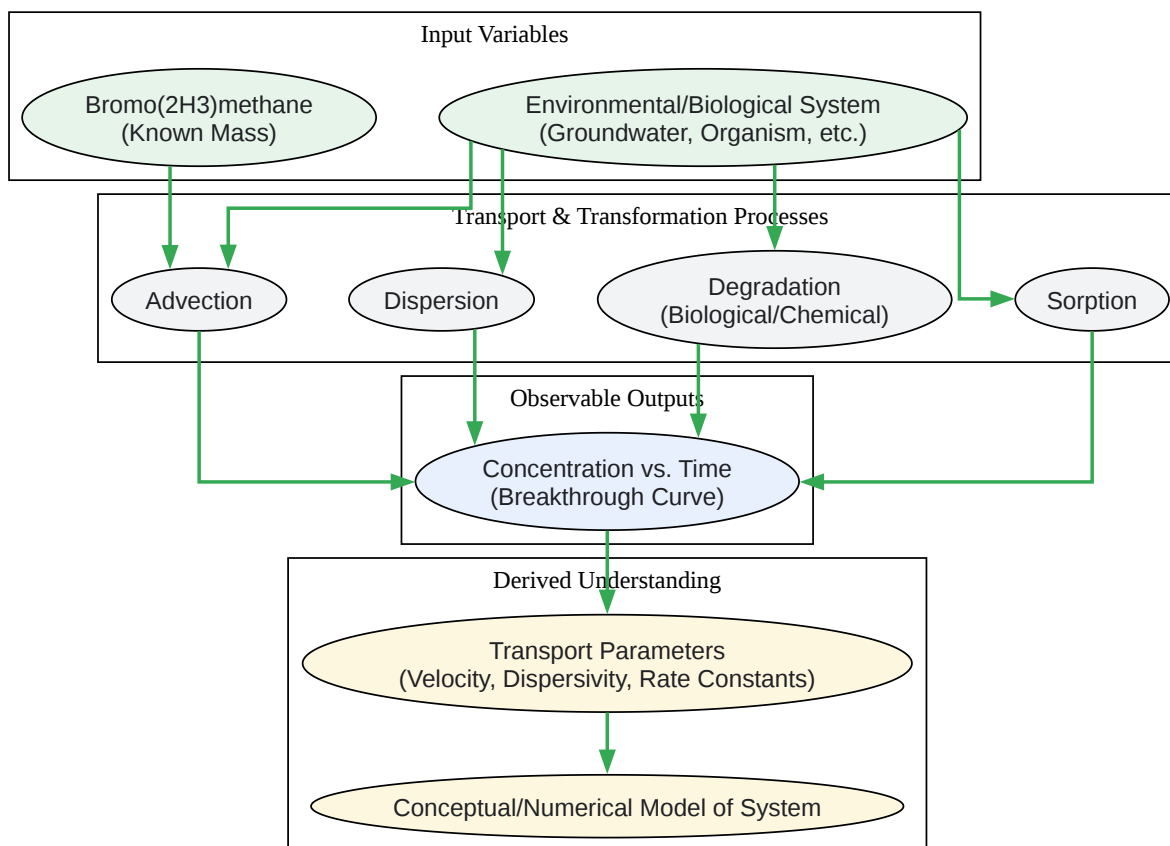 Input Variables
Bromo(2H3)methane
(Known Mass)
Environmental/Biological System
(Groundwater, Organism, etc.)
Transport & Transformation Processes
Advection
Dispersion
Degradation
(Biological/Chemical)
Sorption
Observable Outputs
Concentration vs. Time
(Breakthrough Curve)
Derived Understanding
Transport Parameters
(Velocity, Dispersivity, Rate Constants)
Conceptual/Numerical Model of System